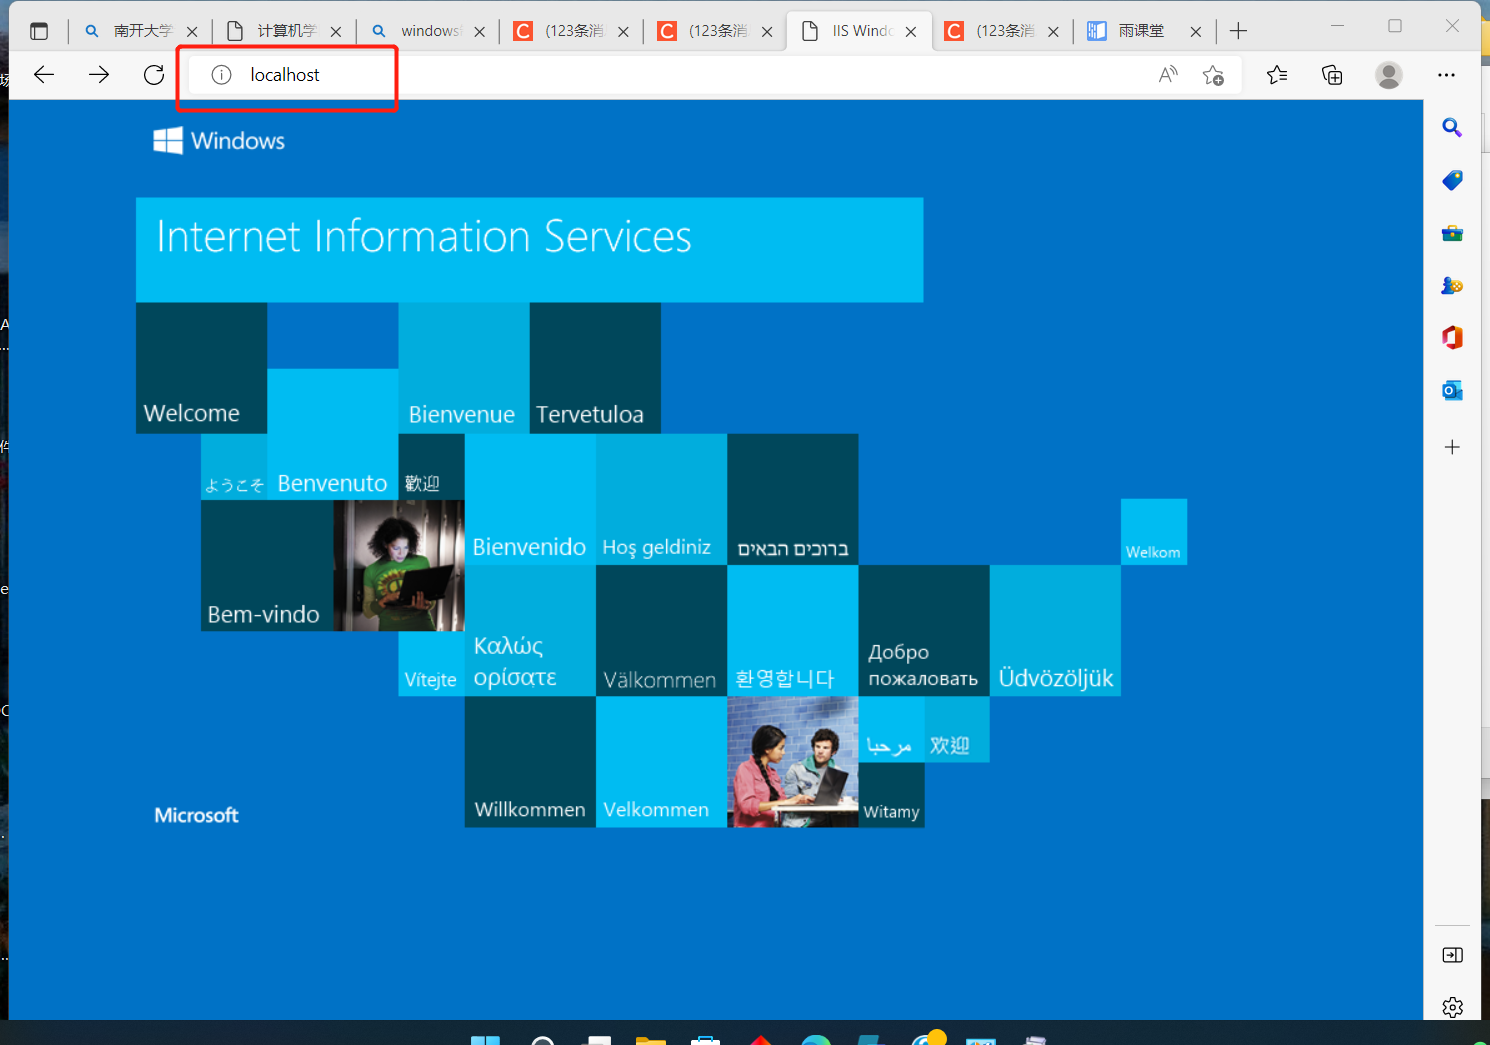 南开大学
计算机学
windows
(123条消
(123条消
IIS Windo
(123条消
雨课堂
localhost
Windows
Internet Information Services
Welcome
Bienvenue
Tervetuloa
ようこそ
Benvenuto
歡迎
Bienvenido
Hoş geldiniz
ברוכים הבאים
Welkom
Bem-vindo
Vítejte
Καλώς
ορίσατε
Välkommen
환영합니다
Добро
пожаловать
Üdvözöljük
مرحبا
欢迎
Willkommen
Velkommen
Witamy
Microsoft